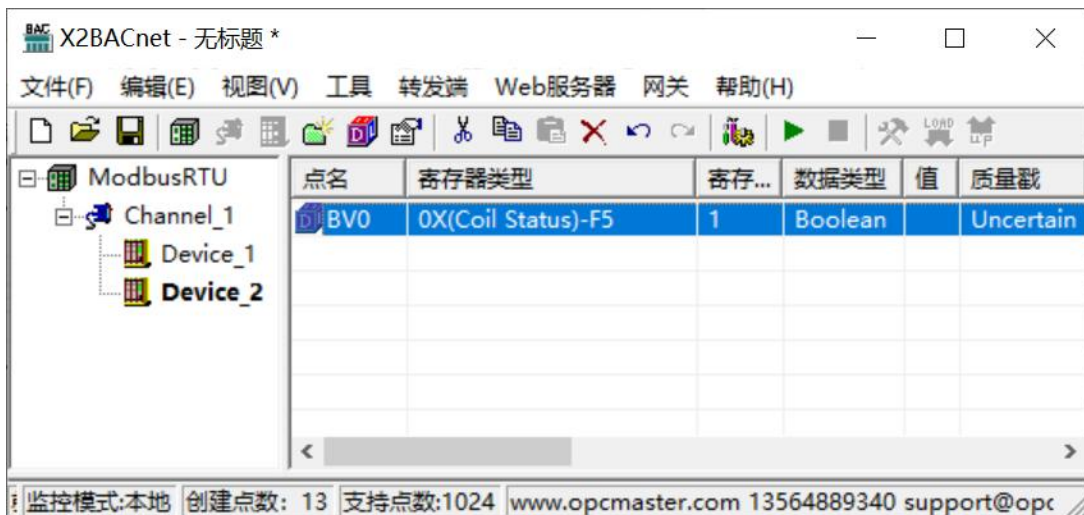 BAC
X2BACnet - 无标题 *
文件(F) 编辑(E) 视图(V) 工具 转发端 Web服务器 网关 帮助(H)
LOAD
UP
ModbusRTU
Channel_1
Device_1
Device_2
点名 寄存器类型 寄存... 数据类型 值 质量戳
BV0 0X(Coil Status)-F5 1 Boolean Uncertain
监控模式:本地 创建点数: 13 支持点数:1024 www.opcmaster.com 13564889340 support@opc